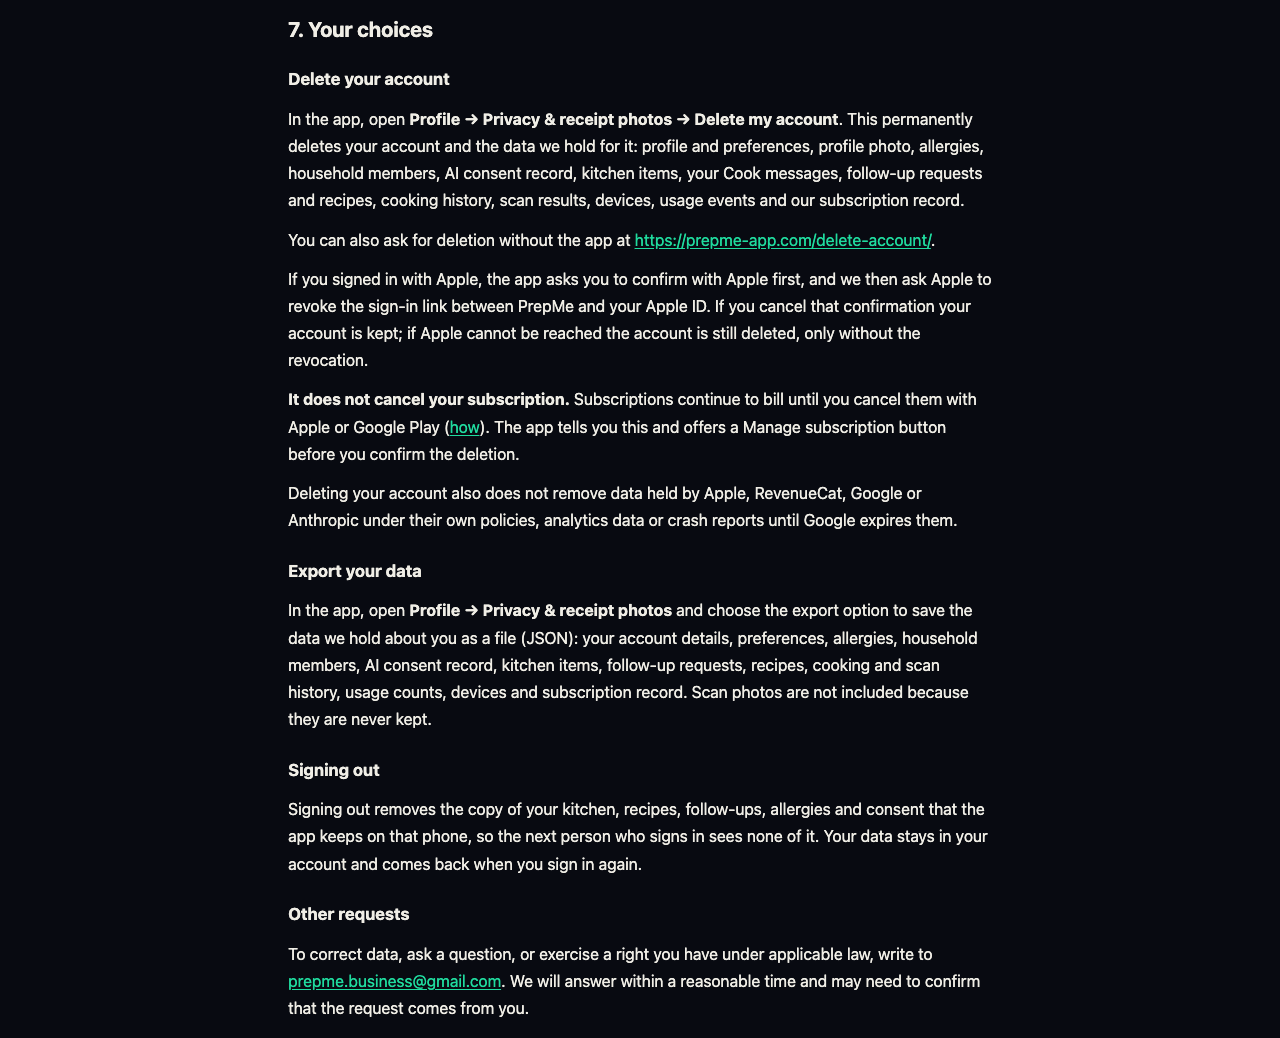 7. Your choices
Delete your account
In the app, open Profile → Privacy & receipt photos → Delete my account. This permanently
deletes your account and the data we hold for it: profile and preferences, profile photo, allergies,
household members, AI consent record, kitchen items, your Cook messages, follow-up requests
and recipes, cooking history, scan results, devices, usage events and our subscription record.
You can also ask for deletion without the app at https://prepme-app.com/delete-account/.
If you signed in with Apple, the app asks you to confirm with Apple first, and we then ask Apple to
revoke the sign-in link between PrepMe and your Apple ID. If you cancel that confirmation your
account is kept; if Apple cannot be reached the account is still deleted, only without the
revocation.
It does not cancel your subscription. Subscriptions continue to bill until you cancel them with
Apple or Google Play (how). The app tells you this and offers a Manage subscription button
before you confirm the deletion.
Deleting your account also does not remove data held by Apple, RevenueCat, Google or
Anthropic under their own policies, analytics data or crash reports until Google expires them.
Export your data
In the app, open Profile → Privacy & receipt photos and choose the export option to save the
data we hold about you as a file (JSON): your account details, preferences, allergies, household
members, AI consent record, kitchen items, follow-up requests, recipes, cooking and scan
history, usage counts, devices and subscription record. Scan photos are not included because
they are never kept.
Signing out
Signing out removes the copy of your kitchen, recipes, follow-ups, allergies and consent that the
app keeps on that phone, so the next person who signs in sees none of it. Your data stays in your
account and comes back when you sign in again.
Other requests
To correct data, ask a question, or exercise a right you have under applicable law, write to
prepme.business@gmail.com. We will answer within a reasonable time and may need to confirm
that the request comes from you.